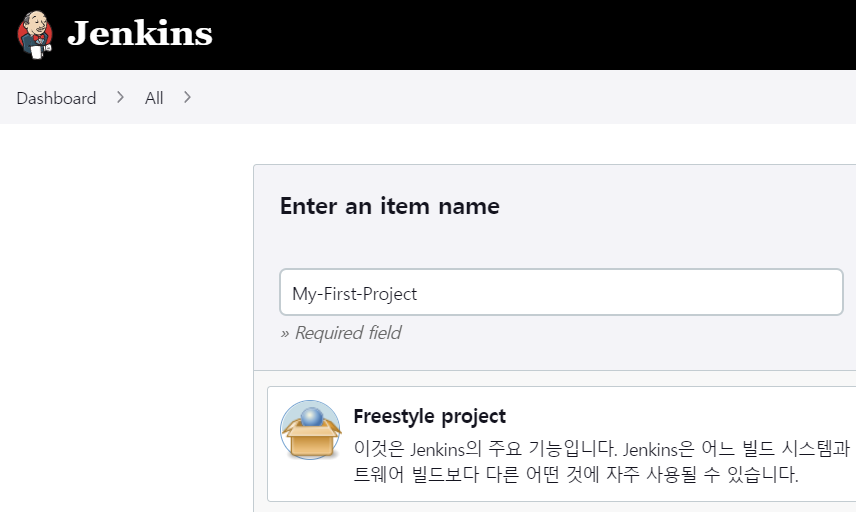 Jenkins
Dashboard > All >
Enter an item name
My-First-Project
» Required field
Freestyle project
이것은 Jenkins의 주요 기능입니다. Jenkins은 어느 빌드 시스템과
트웨어 빌드보다 다른 어떤 것에 자주 사용될 수 있습니다.